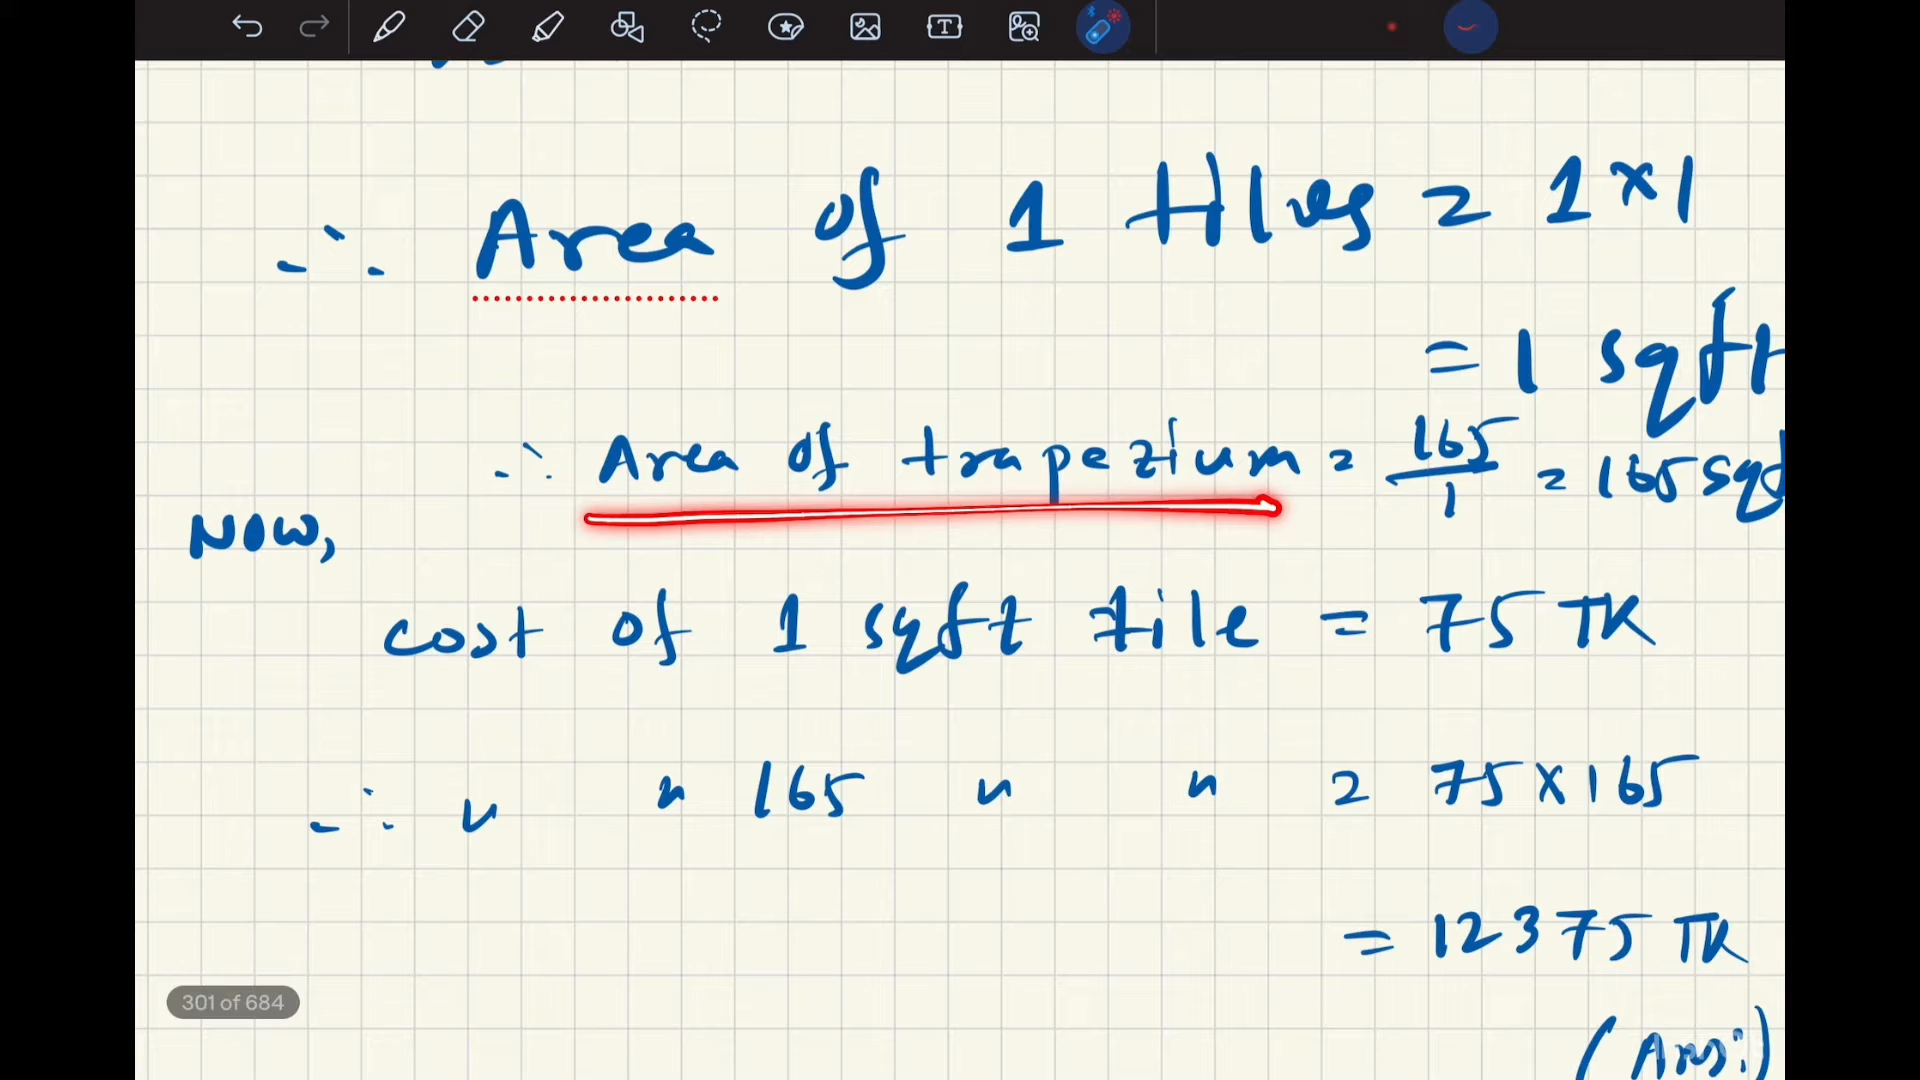 ∴ Area of 1 tiles = 1×1
= 1 sqft
∴ Area of trapezium = 165/1 = 165 sqf
Now,
cost of 1 sqft tile = 75 TK
∴ " " 165 " " = 75×165
= 12375 TK
301 of 684
(Ans:)